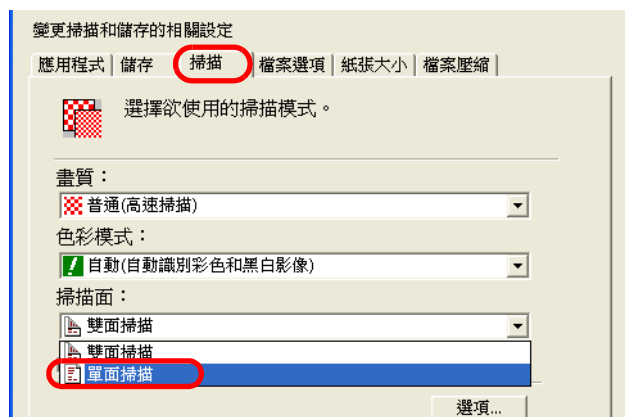 變更掃描和儲存的相關設定
應用程式 儲存 掃描 檔案選項 紙張大小 檔案壓縮
選擇欲使用的掃描模式。
畫質：
普通(高速掃描)
色彩模式：
自動(自動識別彩色和黑白影像)
掃描面：
雙面掃描
雙面掃描
單面掃描
選項...